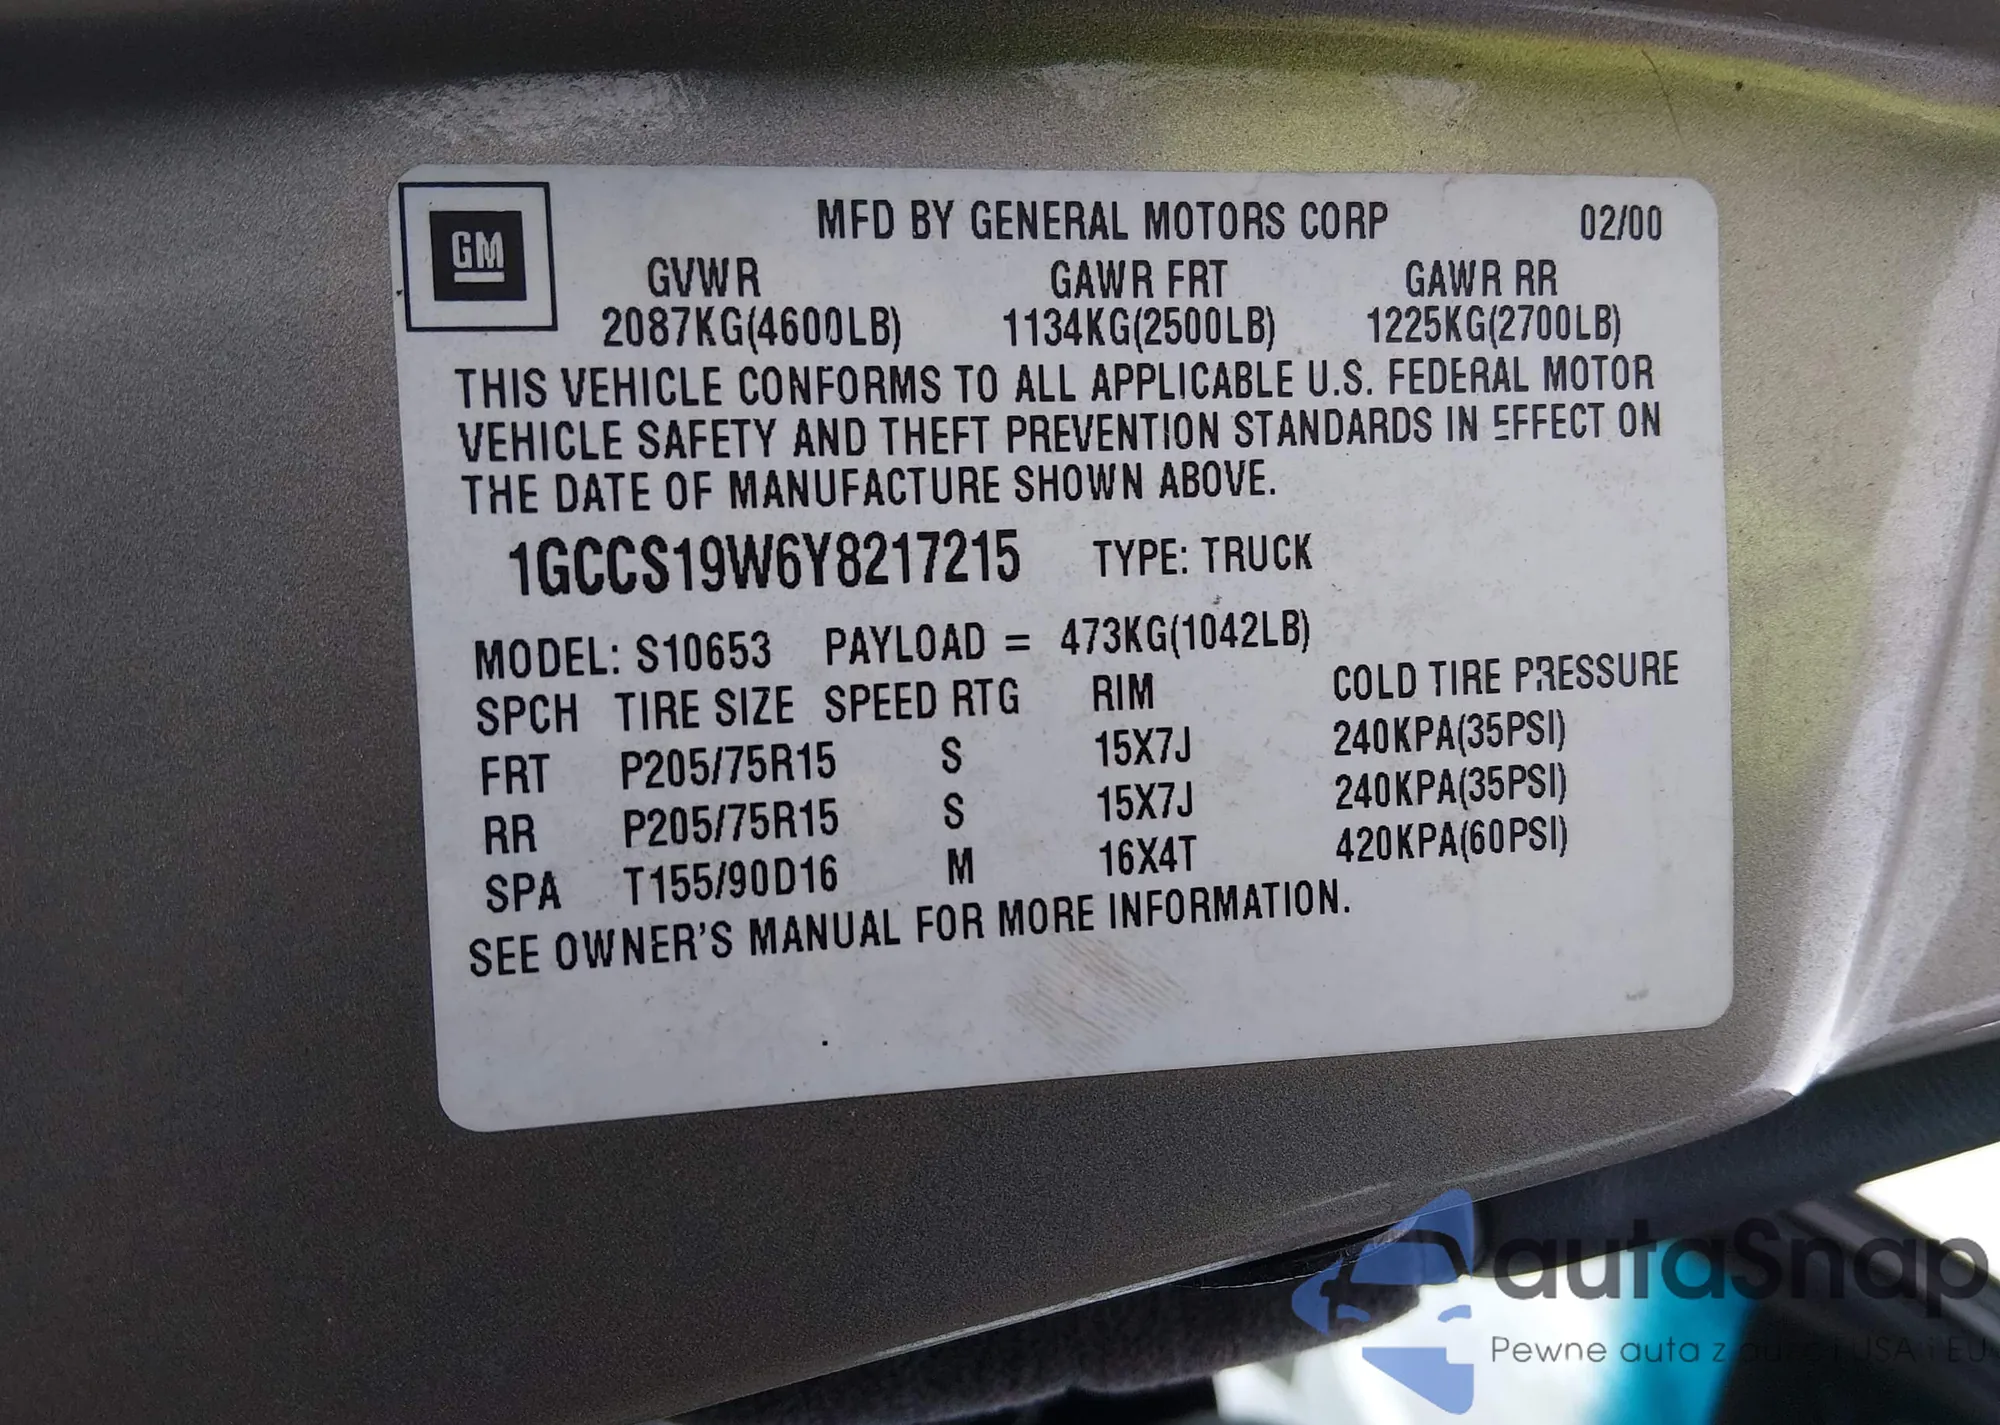 GM
MFD BY GENERAL MOTORS CORP 02/00
GVWR GAWR FRT GAWR RR
2087KG(4600LB) 1134KG(2500LB) 1225KG(2700LB)
THIS VEHICLE CONFORMS TO ALL APPLICABLE U.S. FEDERAL MOTOR
VEHICLE SAFETY AND THEFT PREVENTION STANDARDS IN EFFECT ON
THE DATE OF MANUFACTURE SHOWN ABOVE.
1GCCS19W6Y8217215 TYPE: TRUCK
MODEL: S10653 PAYLOAD = 473KG(1042LB)
SPCH TIRE SIZE SPEED RTG RIM COLD TIRE PRESSURE
FRT P205/75R15 S 15X7J 240KPA(35PSI)
RR P205/75R15 S 15X7J 240KPA(35PSI)
SPA T155/90D16 M 16X4T 420KPA(60PSI)
SEE OWNER'S MANUAL FOR MORE INFORMATION.
autaSnap
Pewne auta z USA i EU